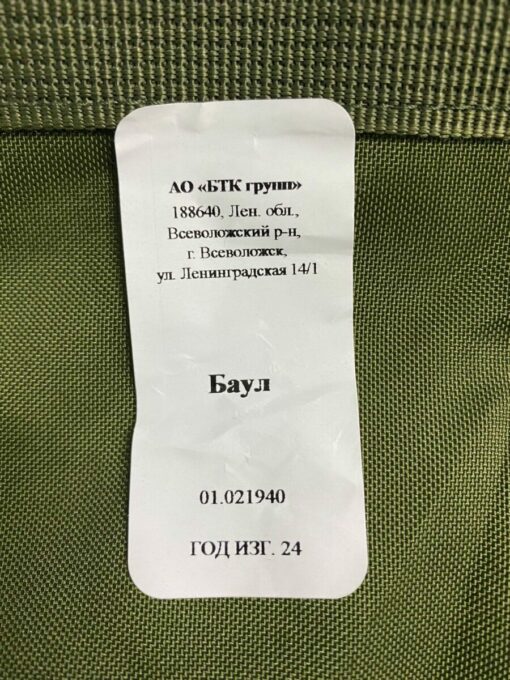 АО «БТК групп»
188640, Лен. обл.,
Всеволожский р-н,
г. Всеволожск,
ул. Ленинградская 14/1
Баул
01.021940
ГОД ИЗГ. 24